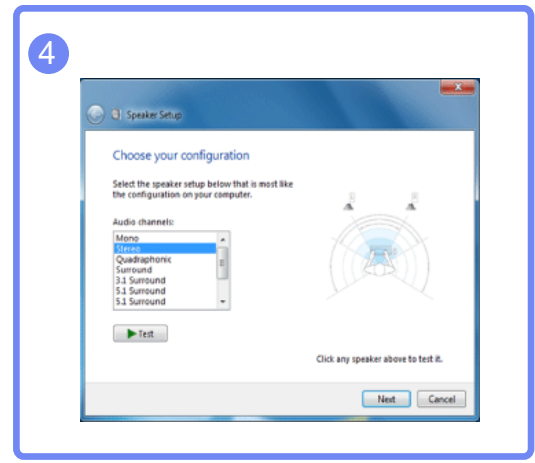 4
Speaker Setup
Choose your configuration
Select the speaker setup below that is most like
the configuration on your computer.
Audio channels:
Mono
Stereo
Quadraphonic
Surround
3.1 Surround
5.1 Surround
5.1 Surround
Test
Click any speaker above to test it.
Next
Cancel